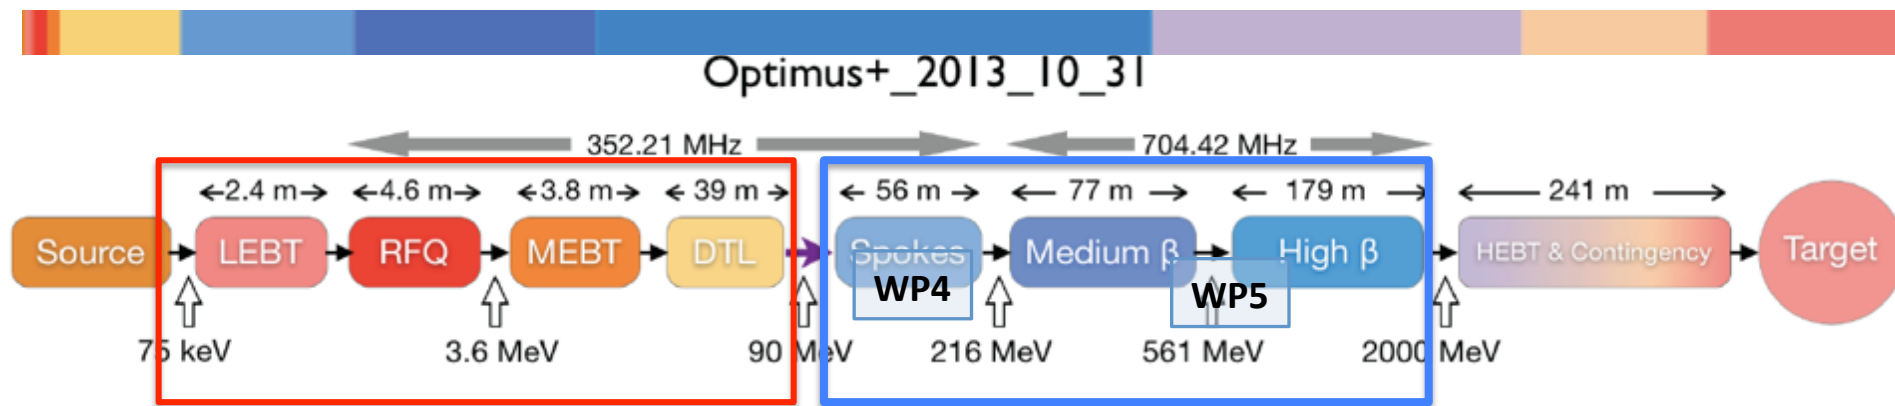 Optimus+_2013_10_31
352.21 MHz 704.42 MHz
2.4 m 4.6 m 3.8 m 39 m 56 m 77 m 179 m 241 m
Source LEBT RFQ MEBT DTL Spokes Medium β High β HEBT & Contingency Target
WP4 WP5
75 keV 3.6 MeV 90 MeV 216 MeV 561 MeV 2000 MeV